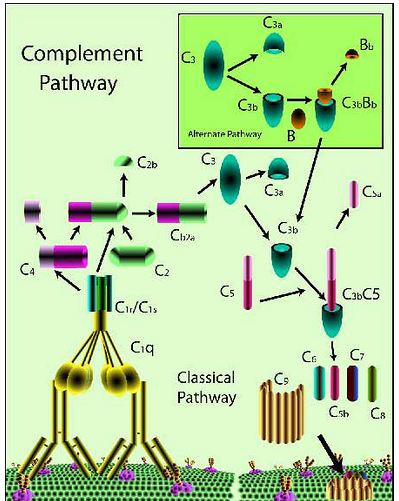 Complement
Pathway
C3
C3a
Bb
C3b
B
C3bBb
Alternate Pathway
C2b
C3
C3a
C5a
Cb2a
C3b
C4
C2
C5
C3bC5
C1r/C1s
C1q
Classical
Pathway
C9
C6
C7
C5b
C8